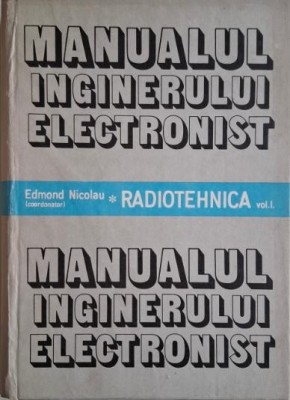 MANUALUL
INGINERULUI
ELECTRONIST
Edmond Nicolau * RADIOTEHNICA vol.I.
(coordonator)
MANUALUL
INGINERULUI
ELECTRONIST